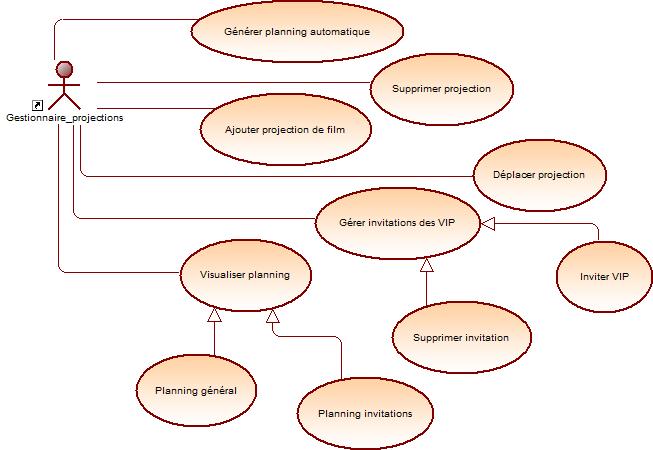 Générer planning automatique
Supprimer projection
Gestionnaire_projections
Ajouter projection de film
Déplacer projection
Gérer invitations des VIP
Visualiser planning
Inviter VIP
Supprimer invitation
Planning général
Planning invitations